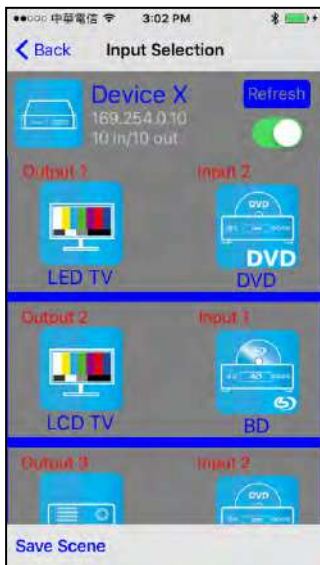 中華電信 3:02 PM
Back Input Selection
Device X Refresh
169.254.0.10
10 in/10 out
Output 1 Input 2
DVD
DVD
LED TV DVD
Output 2 Input 1
LCD TV BD
Output 3 Input 2
DVD
Save Scene